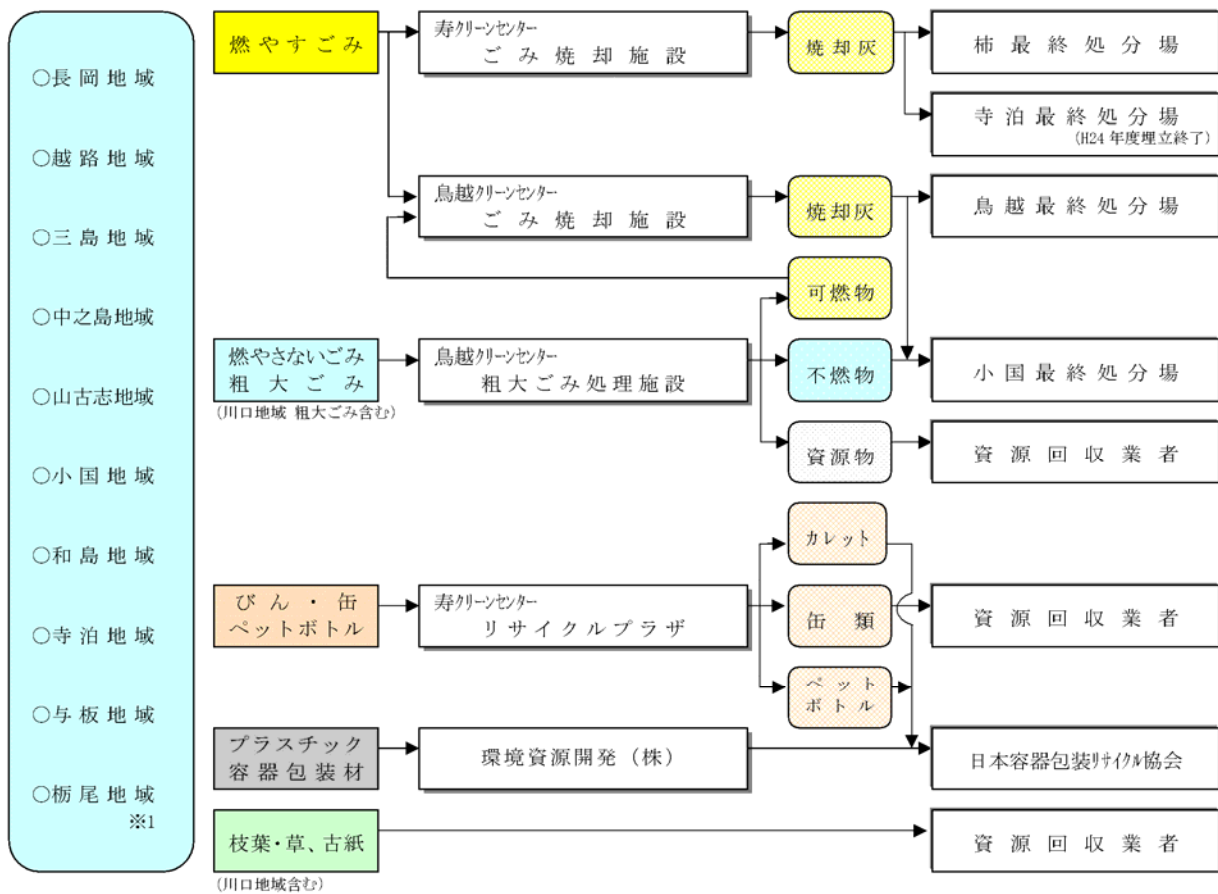 ○長岡地域
○越路地域
○三島地域
○中之島地域
○山古志地域
○小国地域
○和島地域
○寺泊地域
○与板地域
○栃尾地域
※1
燃やすごみ
寿クリーンセンター
ごみ焼却施設
焼却灰
柿最終処分場
寺泊最終処分場
(H24年度埋立終了)
鳥越クリーンセンター
ごみ焼却施設
焼却灰
鳥越最終処分場
可燃物
燃やさないごみ
粗大ごみ
(川口地域 粗大ごみ含む)
鳥越クリーンセンター
粗大ごみ処理施設
不燃物
小国最終処分場
資源物
資源回収業者
カレット
びん・缶
ペットボトル
寿クリーンセンター
リサイクルプラザ
缶類
資源回収業者
ペット
ボトル
プラスチック
容器包装材
環境資源開発(株)
日本容器包装リサイクル協会
枝葉・草、古紙
(川口地域含む)
資源回収業者